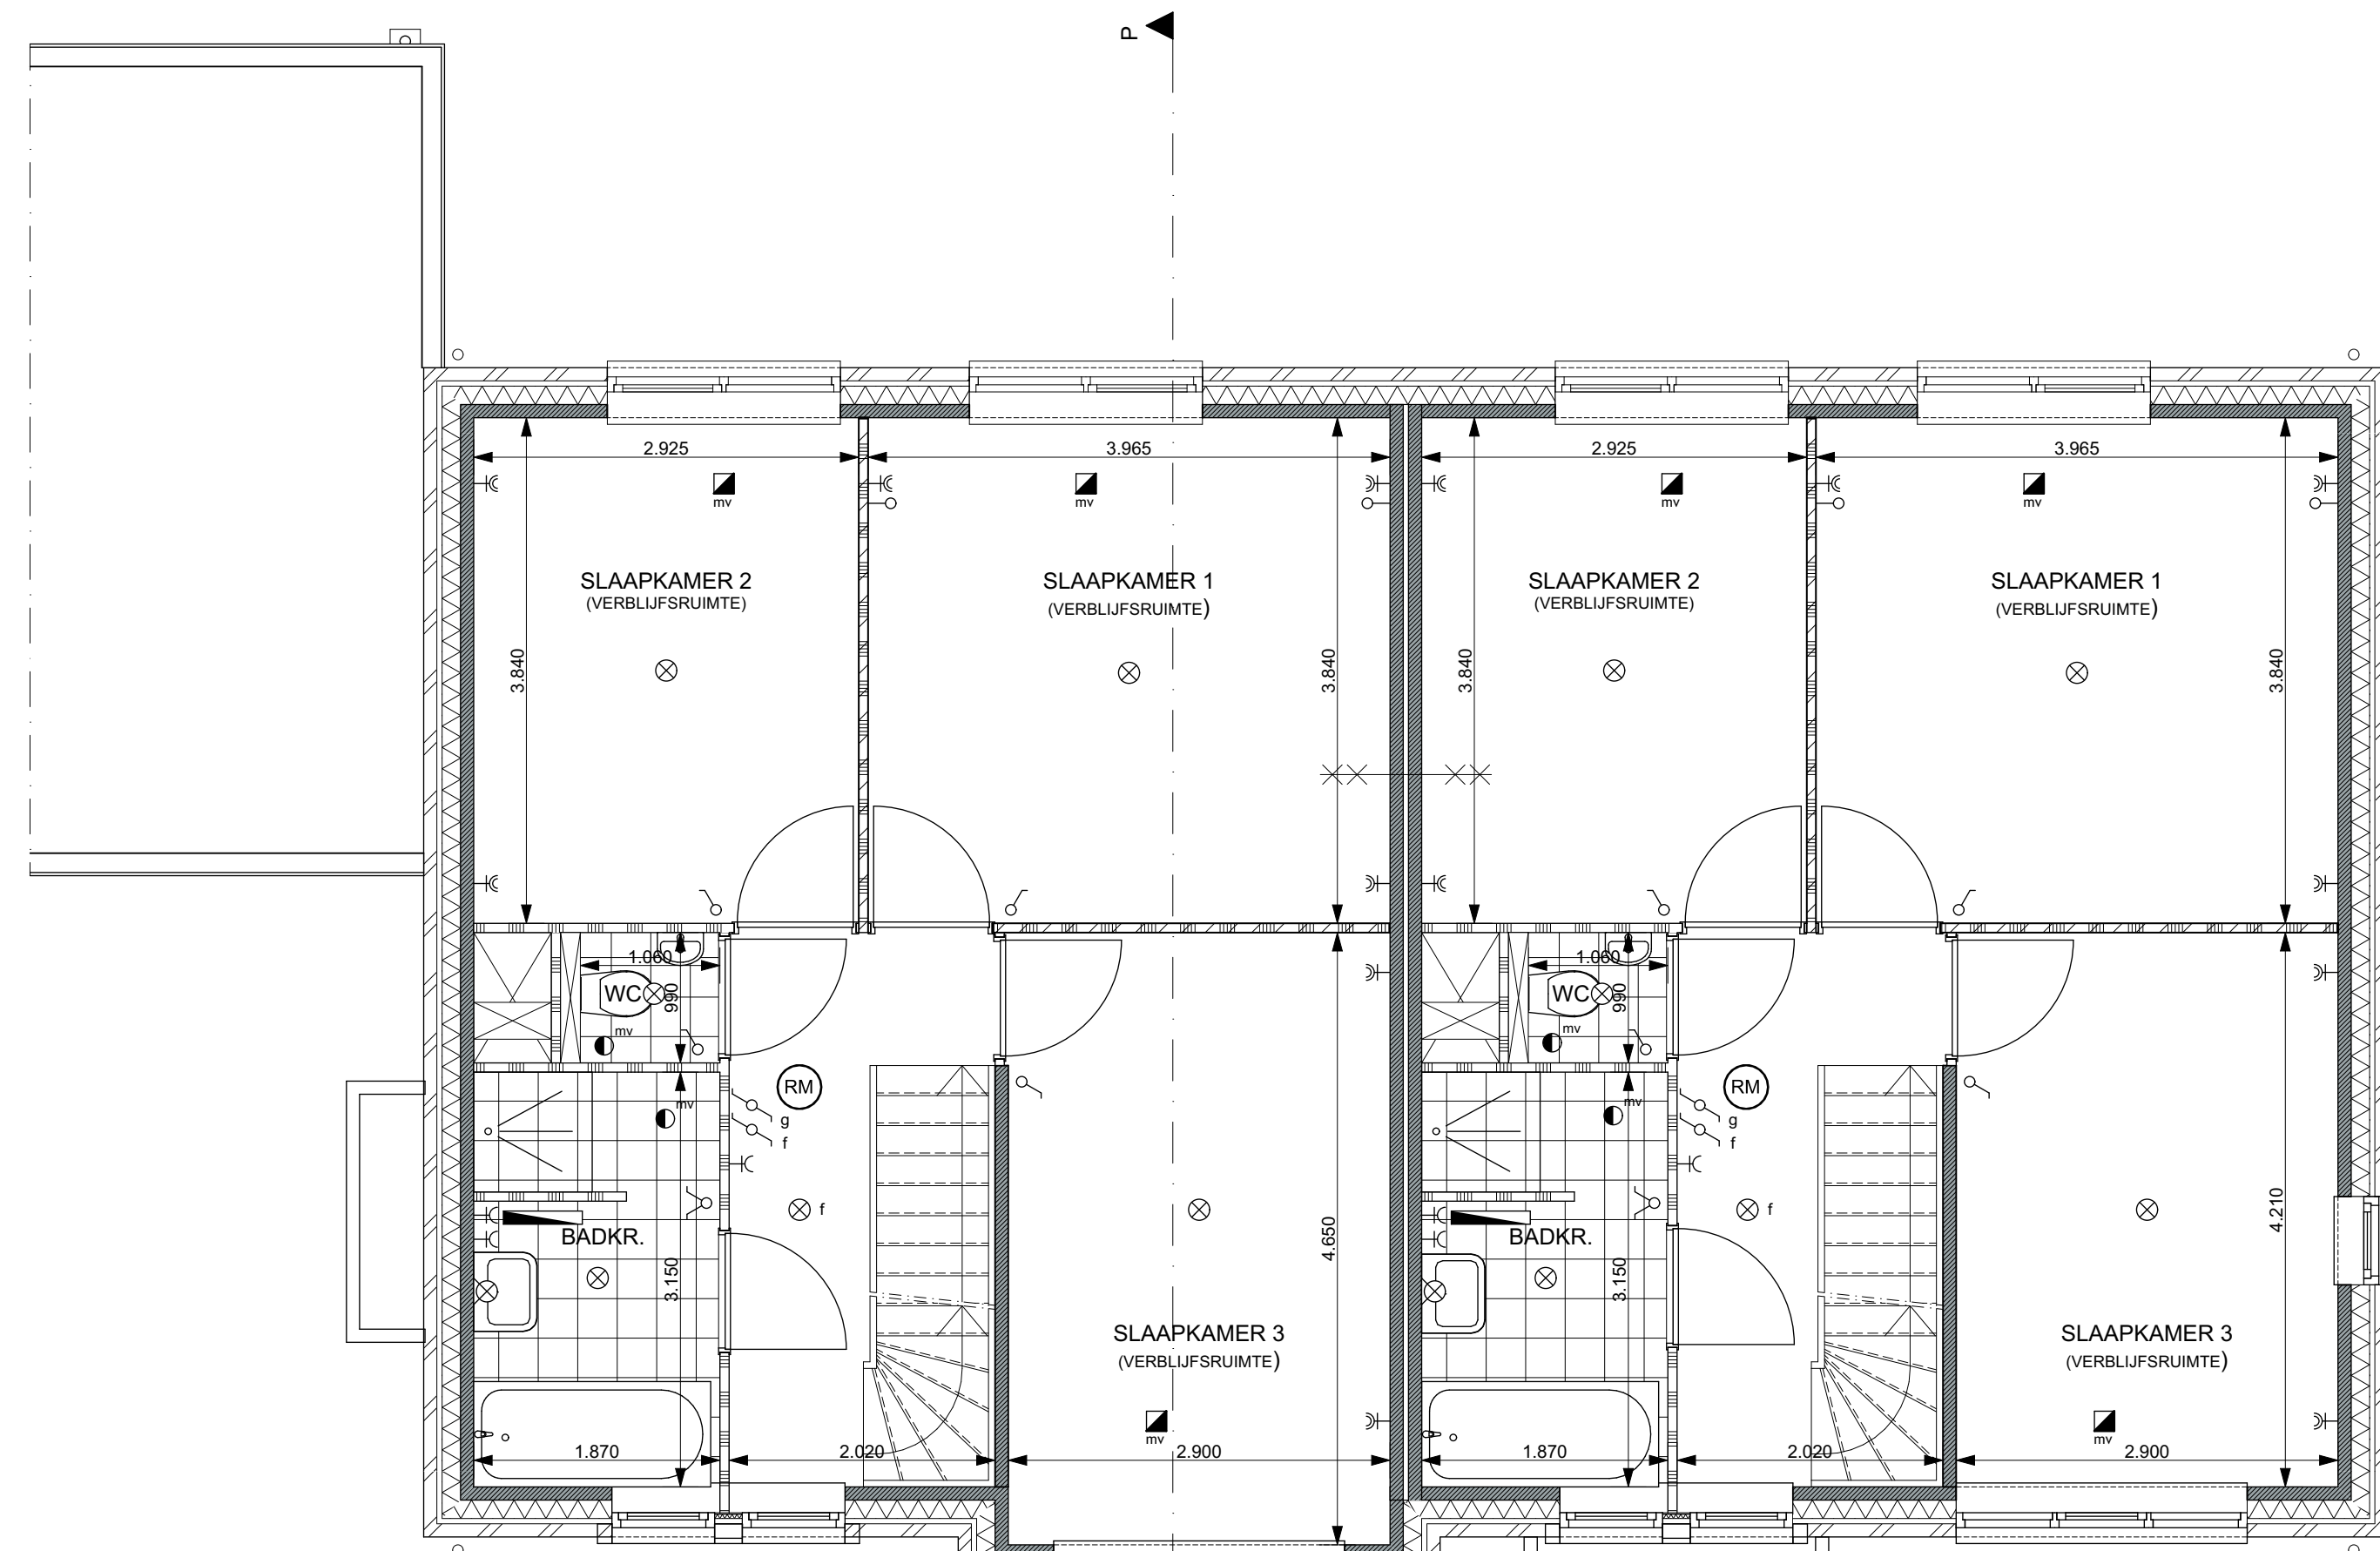 P
2.925
3.965
2.925
3.965
mv
mv
mv
mv
SLAAPKAMER 2
(VERBLIJFSRUIMTE)
SLAAPKAMER 1
(VERBLIJFSRUIMTE)
SLAAPKAMER 2
(VERBLIJFSRUIMTE)
SLAAPKAMER 1
(VERBLIJFSRUIMTE)
3.840
3.840
3.840
3.840
1.060
WC
990
mv
1.060
WC
990
mv
RM
mv
g
f
RM
mv
g
f
f
f
BADKR.
3.150
4.650
BADKR.
3.150
4.210
SLAAPKAMER 3
(VERBLIJFSRUIMTE)
SLAAPKAMER 3
(VERBLIJFSRUIMTE)
mv
mv
1.870
2.020
2.900
1.870
2.020
2.900